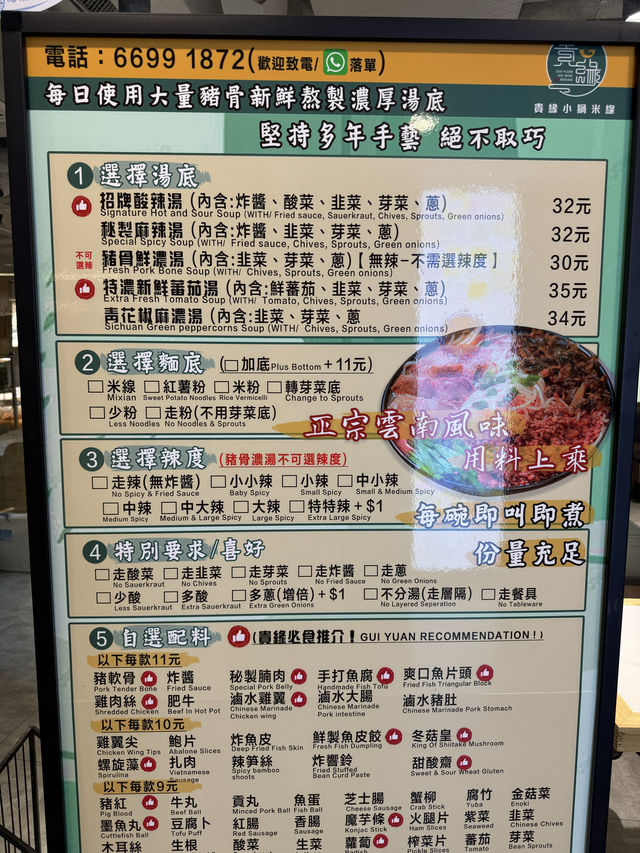 電話：6699 1872(歡迎致電/ 落單)
貴緣小鍋米線
每日使用大量豬骨新鮮熬製濃厚湯底
堅持多年手藝 絕不取巧
1 選擇湯底
招牌酸辣湯 (內含:炸醬、酸菜、韭菜、芽菜、蔥) 32元
Signature Hot and Sour Soup (WITH/ Fried sauce, Sauerkraut, Chives, Sprouts, Green onions)
秘製麻辣湯 (內含:炸醬、韭菜、芽菜、蔥) 32元
Special Spicy Soup (WITH/ Fried sauce, Chives, Sprouts, Green onions)
不可選辣 豬骨鮮濃湯 (內含:韭菜、芽菜、蔥)【無辣-不需選辣度】 30元
Fresh Pork Bone Soup (WITH/ Chives, Sprouts, Green onions)
特濃新鮮蕃茄湯 (內含:鮮蕃茄、韭菜、芽菜、蔥) 35元
Extra Fresh Tomato Soup (WITH/ Tomato, Chives, Sprouts, Green onions)
青花椒麻濃湯 (內含:韭菜、芽菜、蔥 34元
Sichuan Green peppercorns Soup (WITH/ Chives, Sprouts, Green onions)
2 選擇麵底 (□加底Plus Bottom +11元)
□米線 □紅薯粉 □米粉 □轉芽菜底
Mixian Sweet Potato Noodles Rice Vermicelli Change to Sprouts
□少粉 □走粉(不用芽菜底)
Less Noodles No Noodles & Sprouts
正宗雲南風味
用料上乘
3 選擇辣度 (豬骨濃湯不可選辣度)
□走辣(無炸醬) □小小辣 □小辣 □中小辣
No Spicy & Fried Sauce Baby Spicy Small Spicy Small & Medium Spicy
□中辣 □中大辣 □大辣 □特特辣+$1
Medium Spicy Medium & Large Spicy Large Spicy Extra Large Spicy
每碗即叫即煮
份量充足
4 特別要求/喜好
□走酸菜 □走韭菜 □走芽菜 □走炸醬 □走蔥
No Sauerkraut No Chives No Sprouts No Fried Sauce No Green Onions
□少酸 □多酸 □多蔥(增倍)+$1 □不分湯(走層隔) □走餐具
Less Sauerkraut Extra Sauerkraut Extra Green Onions No Layered Seperation No Tableware
5 自選配料 (貴緣必食推介！GUI YUAN RECOMMENDATION!)
以下每款11元
豬軟骨 炸醬 秘製腩肉 手打魚腐 爽口魚片頭
Pork Tender Bone Fried Sauce Special Pork Belly Handmade Fish Tofu Fried Fish Triangular Block
雞肉絲 肥牛 滷水雞翼 滷水大腸 滷水豬肚
Shredded Chicken Beef In Hot Pot Chinese Marinade Chicken wing Chinese Marinade Pork intestine Chinese Marinade Pork Stomach
以下每款10元
雞翼尖 鮑片 炸魚皮 鮮製魚皮餃 冬菇皇
Chicken Wing Tips Abalone Slices Deep Fried Fish Skin Fresh Fish Dumpling King Of Shiitake Mushroom
螺旋藻 扎肉 辣筍絲 炸響鈴 甜酸齋
Spirulina Vietnamese Sausage Spicy bamboo shoots Fried Stuffed Bean Curd Paste Sweet & Sour Wheat Gluten
以下每款9元
豬紅 牛丸 貢丸 魚蛋 芝士腸 蟹柳 腐竹 金菇菜
Pig Blood Beef Ball Minced Pork Ball Fish Ball Cheese Sausage Crab Stick Yuba Enoki
墨魚丸 豆腐卜 紅腸 香腸 魔芋條 火腿片 紫菜 韭菜
Cuttlefish Ball Tofu Puff Red Sausage Sausage Konjac Stick Ham Slices Seaweed Chinese Chives
木耳絲 生根 酸菜 生菜 蘿蔔 榨菜片 蕃茄 芽菜
Radish Pickle Slices Tomato Bean Sprouts